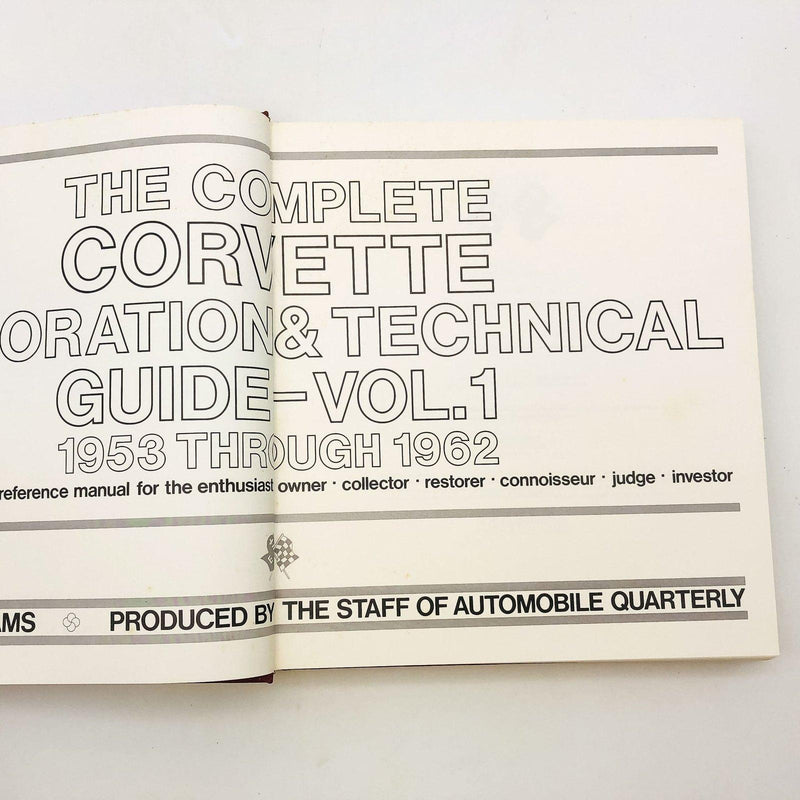 THE COMPLETE
CORVETTE
ORATION & TECHNICAL
GUIDE—VOL.1
1953 THROUGH 1962
reference manual for the enthusiast owner · collector · restorer · connoisseur · judge · investor
AMS PRODUCED BY THE STAFF OF AUTOMOBILE QUARTERLY